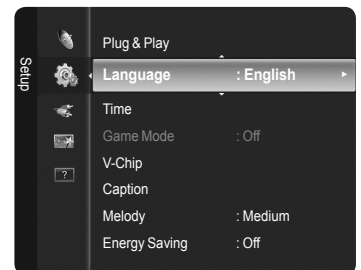 Setup
Plug & Play
Language : English
Time
Game Mode : Off
V-Chip
Caption
Melody : Medium
Energy Saving : Off
?